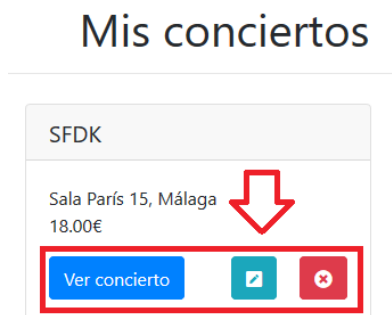 Mis conciertos
SFDK
Sala París 15, Málaga
18.00€
Ver concierto